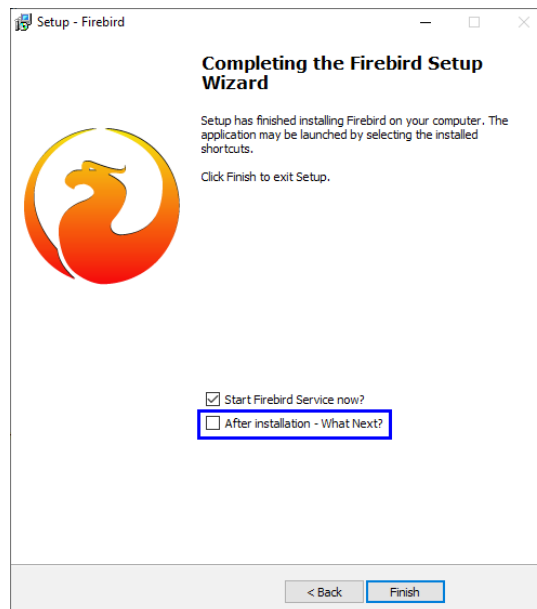 Setup - Firebird
Completing the Firebird Setup
Wizard
Setup has finished installing Firebird on your computer. The
application may be launched by selecting the installed
shortcuts.
Click Finish to exit Setup.
Start Firebird Service now?
After installation - What Next?
< Back
Finish